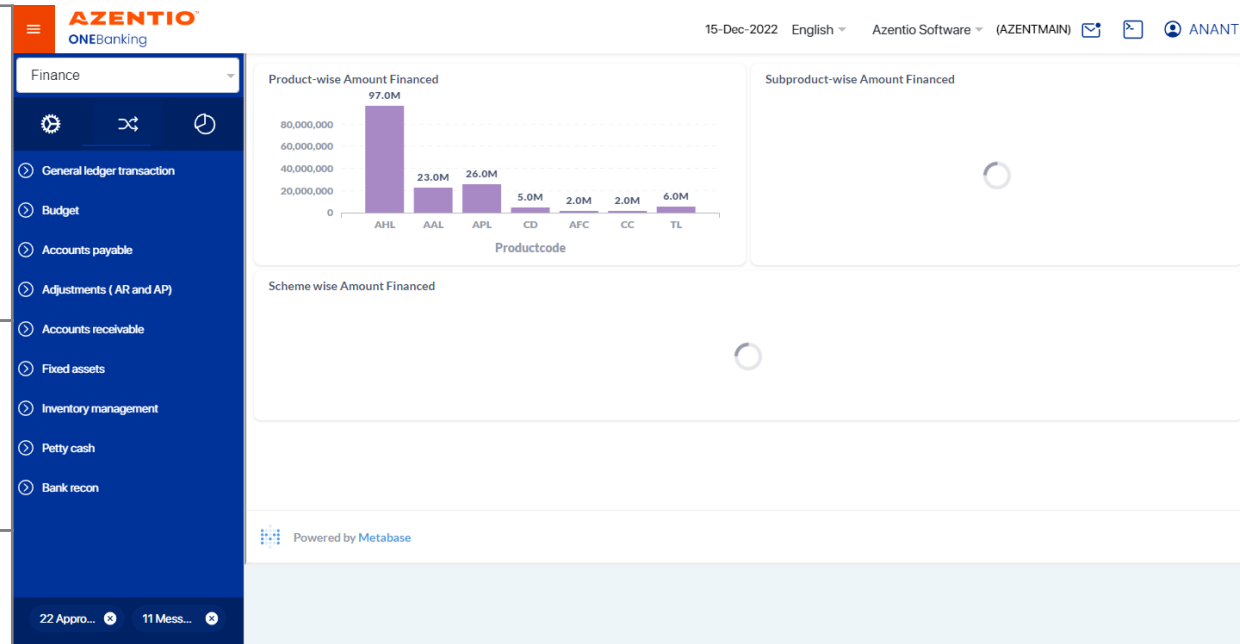 AZENTIO™
ONEBanking
15-Dec-2022 English Azentio Software (AZENTMAIN) ANANT
Finance
General ledger transaction
Budget
Accounts payable
Adjustments ( AR and AP)
Accounts receivable
Fixed assets
Inventory management
Petty cash
Bank recon
22 Appro...
11 Mess...
Product-wise Amount Financed
97.0M
80,000,000
60,000,000
40,000,000
20,000,000
0
23.0M
26.0M
5.0M
2.0M
2.0M
6.0M
AHL AAL APL CD AFC CC TL
Productcode
Subproduct-wise Amount Financed
Scheme wise Amount Financed
Powered by Metabase